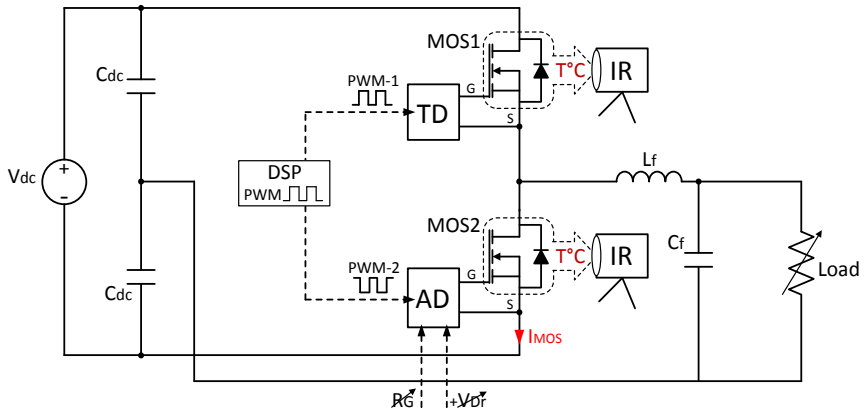 MOS1
Cdc
T°C
IR
PWM-1
G
TD
S
DSP
PWM
Vdc
+
-
Lf
MOS2
T°C
IR
Cf
Load
PWM-2
G
AD
S
Cdc
IMOS
RG
+VDr